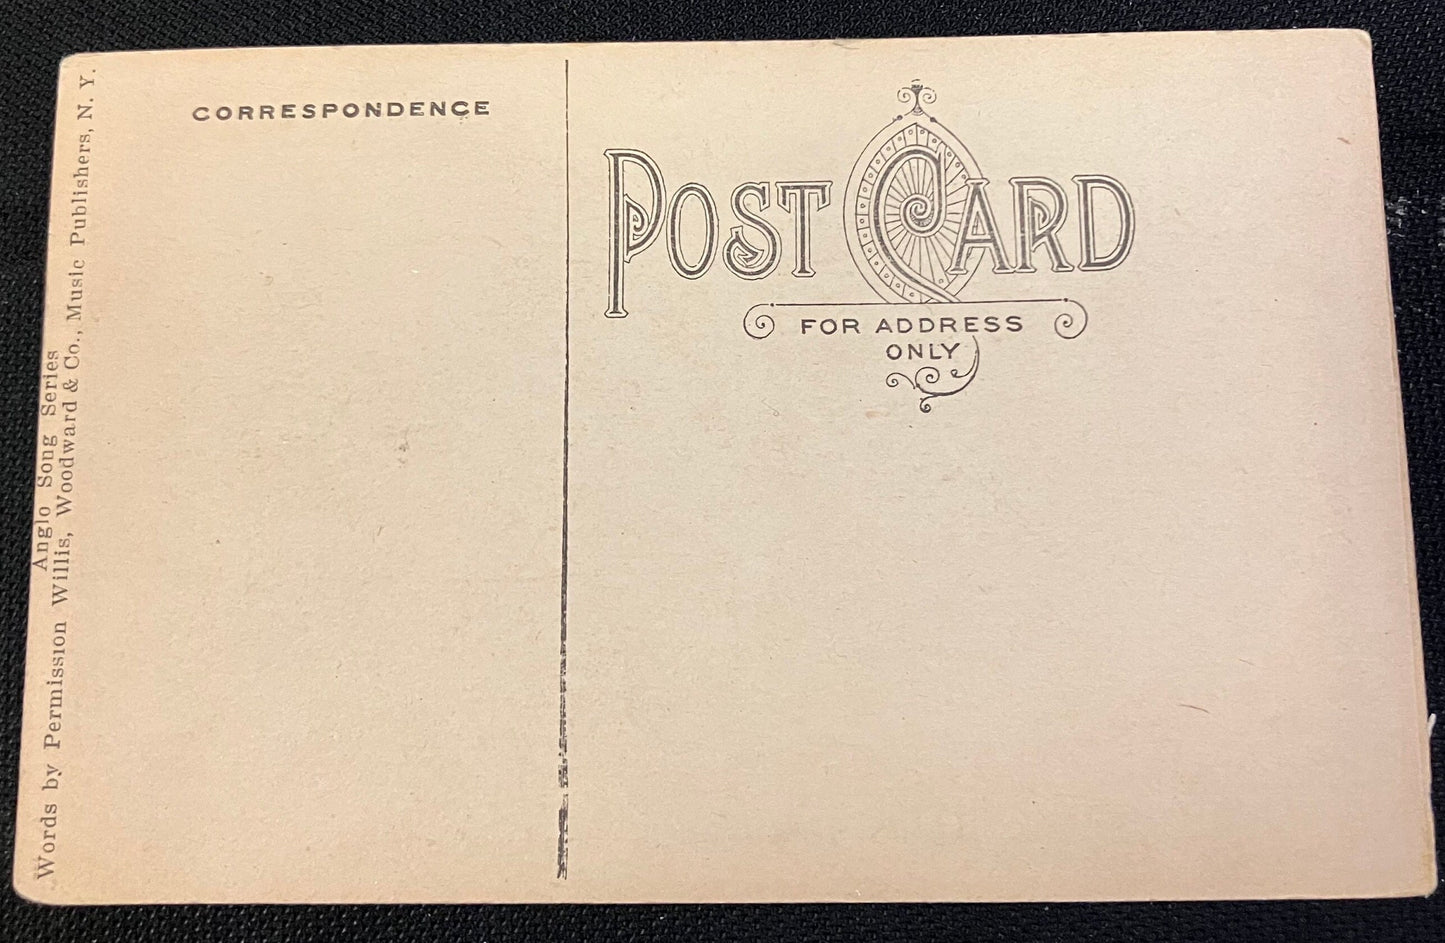 Anglo Song Series
Words by Permission Willis, Woodward & Co., Music Publishers, N. Y.
CORRESPONDENCE
POST CARD
FOR ADDRESS
ONLY